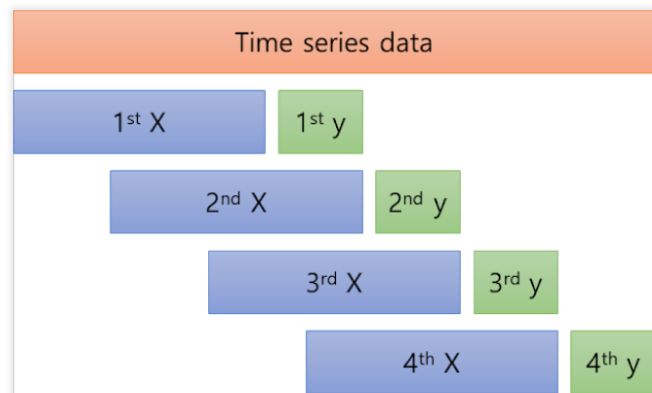 Time series data
1st X 1st y
2nd X 2nd y
3rd X 3rd y
4th X 4th y